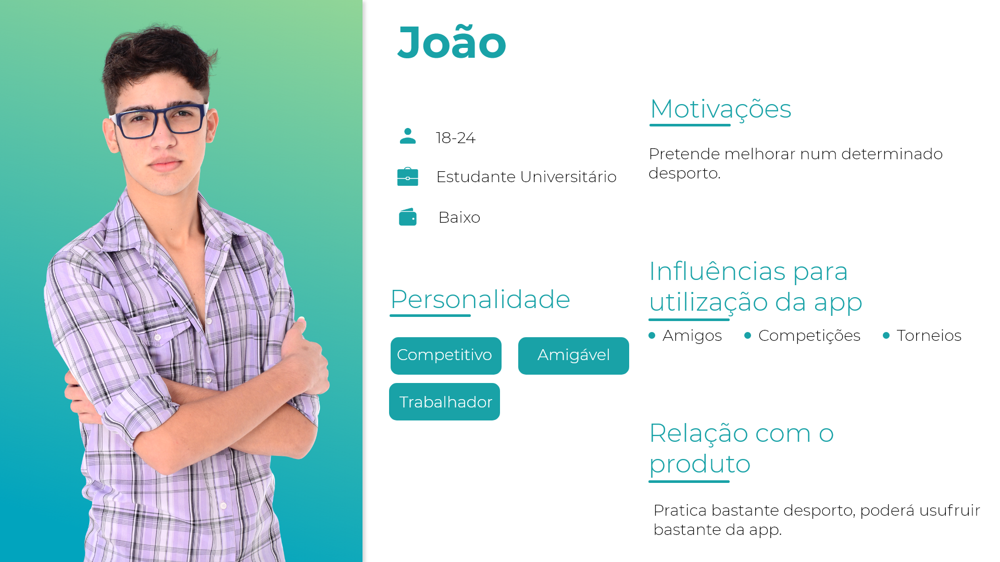 João
18-24
Estudante Universitário
Baixo
Personalidade
Competitivo
Amigável
Trabalhador
Motivações
Pretende melhorar num determinado
desporto.
Influências para
utilização da app
Amigos
Competições
Torneios
Relação com o
produto
Pratica bastante desporto, poderá usufruir
bastante da app.